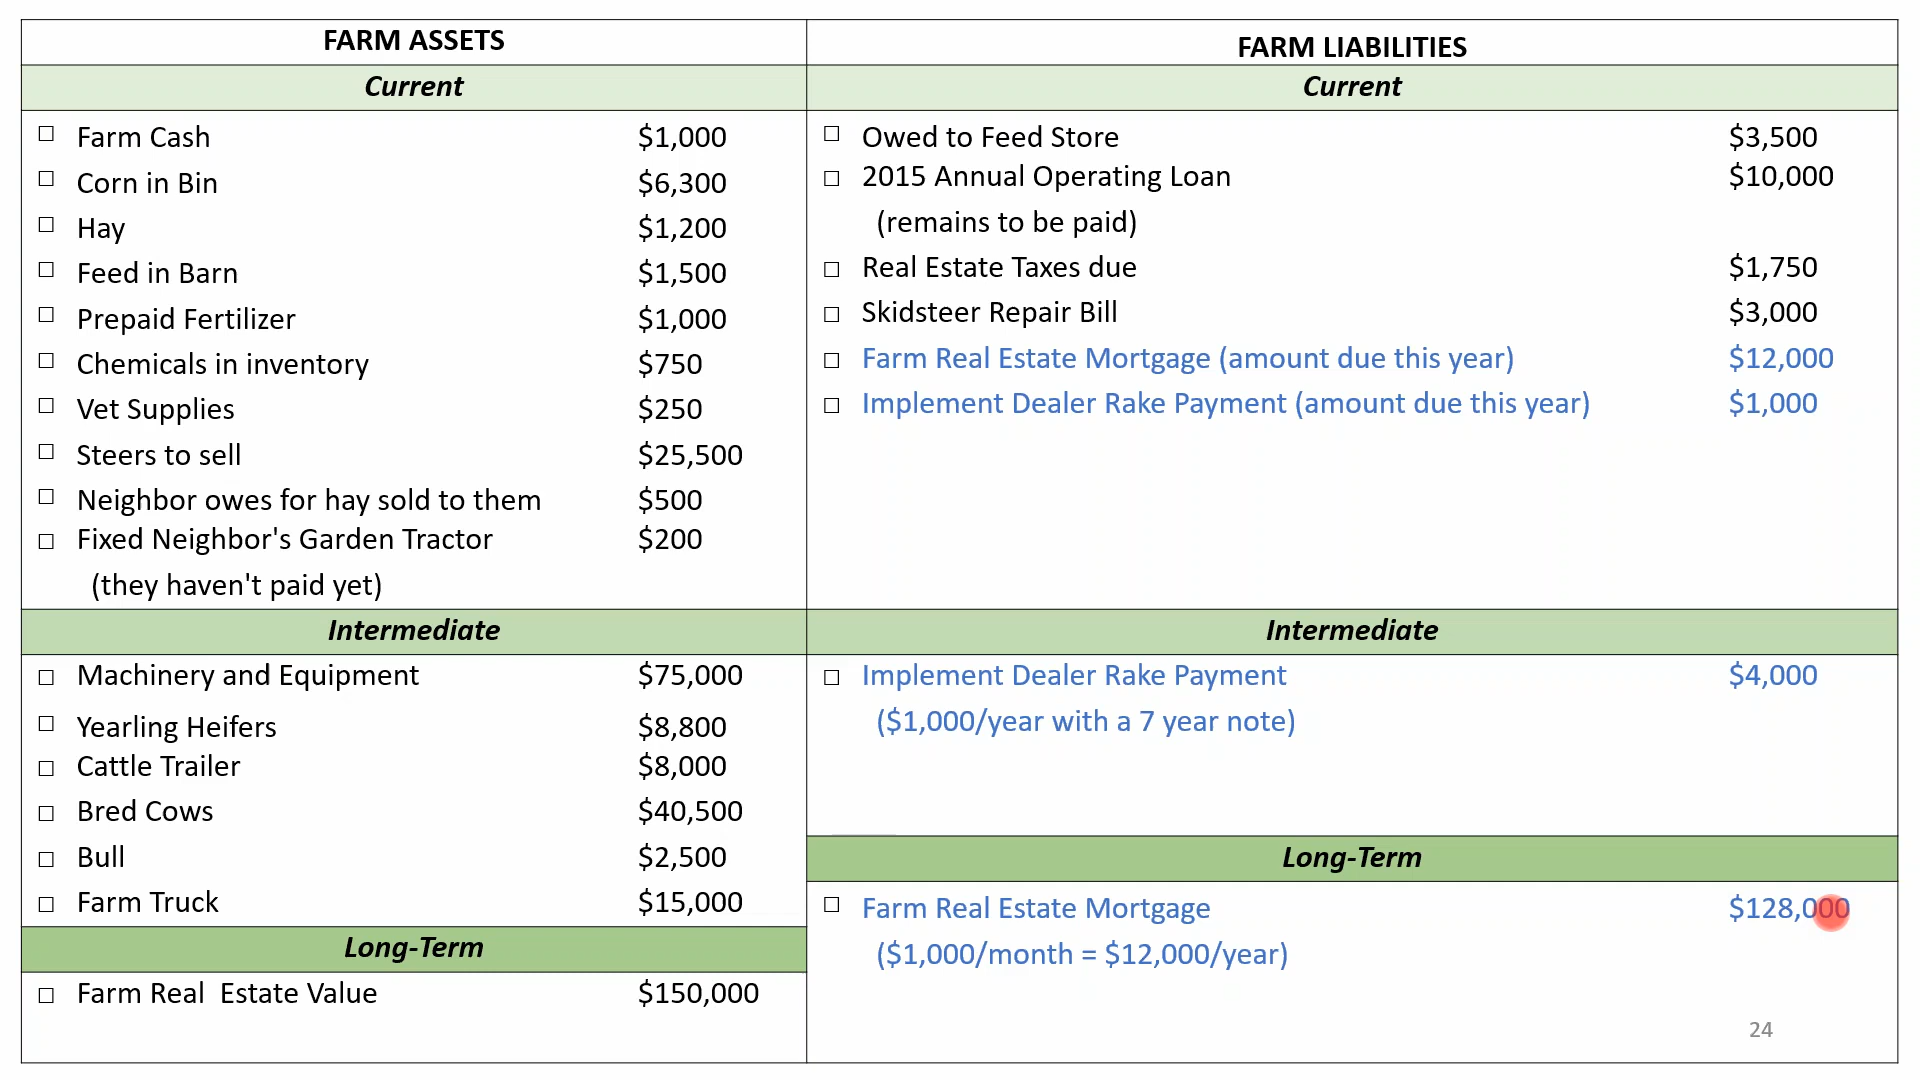 FARM ASSETS
Current
☐ Farm Cash $1,000
☐ Corn in Bin $6,300
☐ Hay $1,200
☐ Feed in Barn $1,500
☐ Prepaid Fertilizer $1,000
☐ Chemicals in inventory $750
☐ Vet Supplies $250
☐ Steers to sell $25,500
☐ Neighbor owes for hay sold to them $500
☐ Fixed Neighbor's Garden Tractor $200
(they haven't paid yet)
Intermediate
☐ Machinery and Equipment $75,000
☐ Yearling Heifers $8,800
☐ Cattle Trailer $8,000
☐ Bred Cows $40,500
☐ Bull $2,500
☐ Farm Truck $15,000
Long-Term
☐ Farm Real Estate Value $150,000
FARM LIABILITIES
Current
☐ Owed to Feed Store $3,500
☐ 2015 Annual Operating Loan $10,000
(remains to be paid)
☐ Real Estate Taxes due $1,750
☐ Skidsteer Repair Bill $3,000
☐ Farm Real Estate Mortgage (amount due this year) $12,000
☐ Implement Dealer Rake Payment (amount due this year) $1,000
Intermediate
☐ Implement Dealer Rake Payment $4,000
($1,000/year with a 7 year note)
Long-Term
☐ Farm Real Estate Mortgage $128,000
($1,000/month = $12,000/year)
24